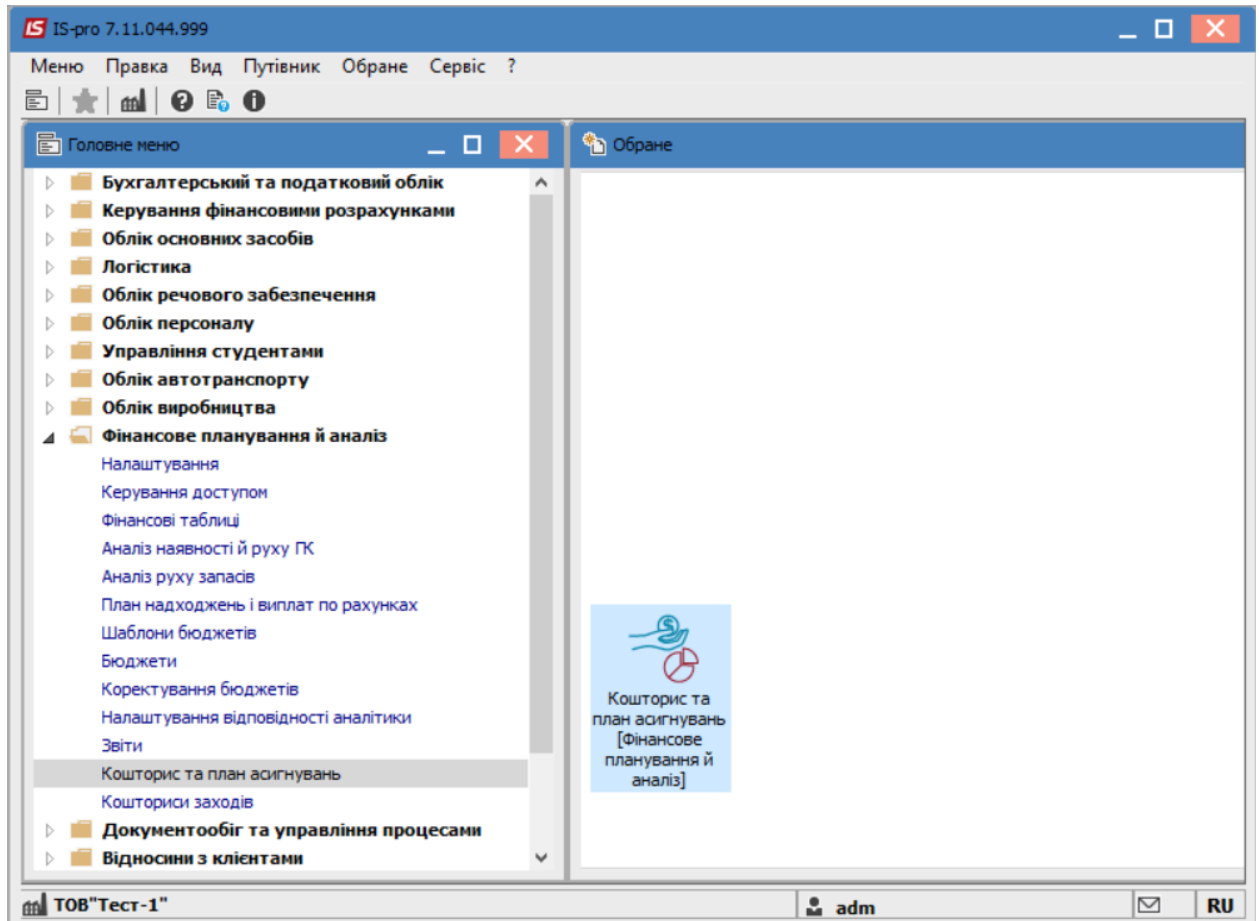 IS-pro 7.11.044.999
Меню Правка Вид Путівник Обране Сервіс ?
Головне меню
Бухгалтерський та податковий облік
Керування фінансовими розрахунками
Облік основних засобів
Логістика
Облік речового забезпечення
Облік персоналу
Управління студентами
Облік автотранспорту
Облік виробництва
Фінансове планування й аналіз
Налаштування
Керування доступом
Фінансові таблиці
Аналіз наявності й руху ГК
Аналіз руху запасів
План надходжень і виплат по рахунках
Шаблони бюджетів
Бюджети
Коректування бюджетів
Налаштування відповідності аналітики
Звіти
Кошторис та план асигнувань
Кошториси заходів
Документообіг та управління процесами
Відносини з клієнтами
Обране
Кошторис та
план асигнувань
[Фінансове
планування й
аналіз]
ТОВ"Тест-1"
adm
RU